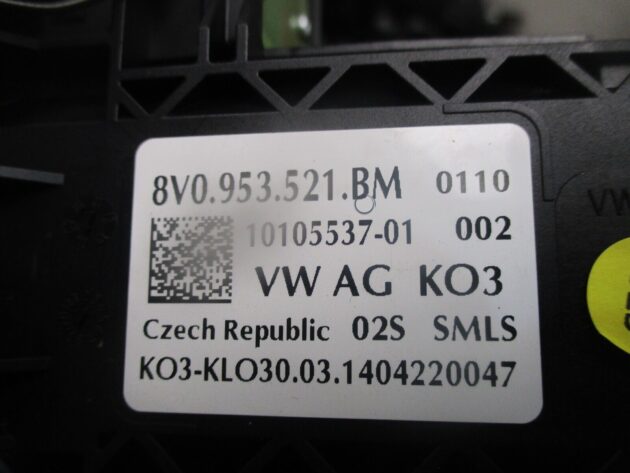 8V0.953.521.BM 0110
10105537-01 002
VW AG KO3
Czech Republic 02S SMLS
KO3-KLO30.03.1404220047
VW